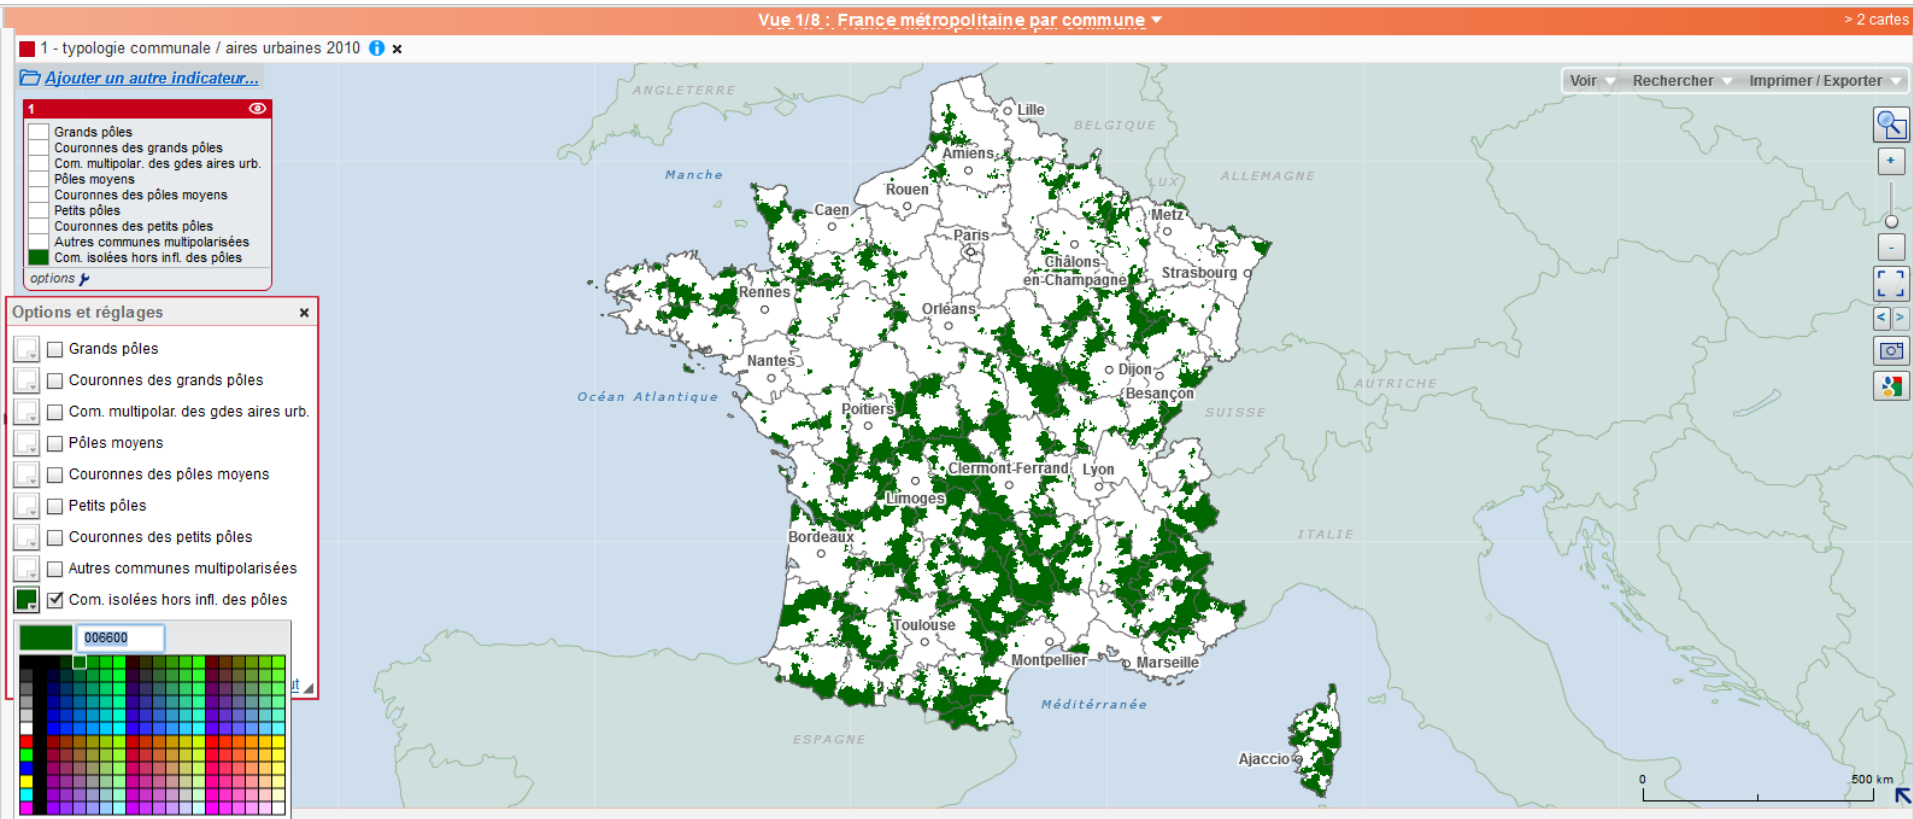 Vue 1/8 : France métropolitaine par commune
> 2 cartes
1 - typologie communale / aires urbaines 2010 i x
Ajouter un autre indicateur...
Voir Rechercher Imprimer / Exporter
1
Grands pôles
Couronnes des grands pôles
Com. multipolar. des gdes aires urb.
Pôles moyens
Couronnes des pôles moyens
Petits pôles
Couronnes des petits pôles
Autres communes multipolarisées
Com. isolées hors infl. des pôles
options
Options et réglages x
Grands pôles
Couronnes des grands pôles
Com. multipolar. des gdes aires urb.
Pôles moyens
Couronnes des pôles moyens
Petits pôles
Couronnes des petits pôles
Autres communes multipolarisées
Com. isolées hors infl. des pôles
006600
ut
ANGLETERRE
Lille
BELGIQUE
Amiens
Manche
LUX
ALLEMAGNE
Rouen
Caen
Metz
Paris
Châlons-
en-Champagne
Strasbourg
Rennes
Orléans
Nantes
Dijon
Besançon
AUTRICHE
Océan Atlantique
Poitiers
SUISSE
Clermont-Ferrand
Lyon
Limoges
Bordeaux
ITALIE
Toulouse
Montpellier
Marseille
Méditérranée
ESPAGNE
Ajaccio
+
-
< >
0 500 km